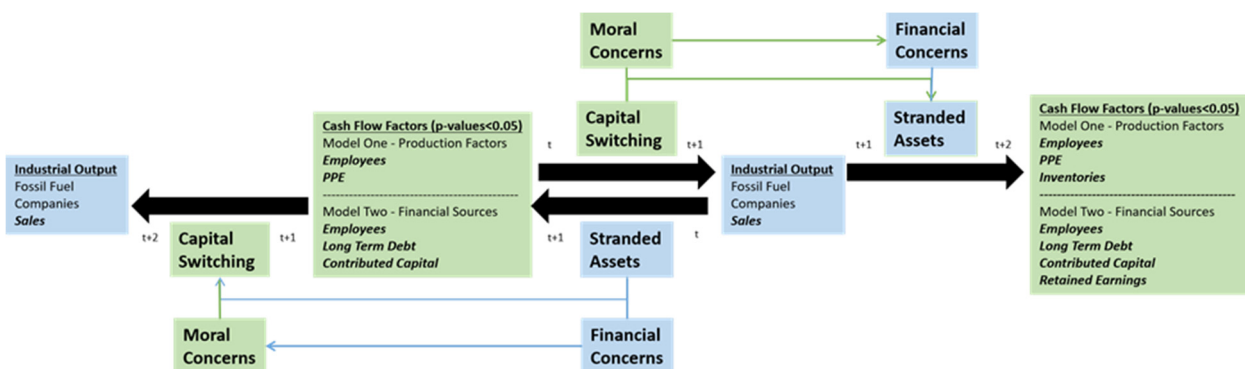 Moral
Concerns
Financial
Concerns
Capital
Switching
Stranded
Assets
Industrial Output
Fossil Fuel
Companies
Sales
t+2
t+1
Cash Flow Factors (p-values<0.05)
Model One - Production Factors
Employees
PPE
Model Two - Financial Sources
Employees
Long Term Debt
Contributed Capital
t
t+1
t+1
t
Industrial Output
Fossil Fuel
Companies
Sales
t+1
t+2
Cash Flow Factors (p-values<0.05)
Model One - Production Factors
Employees
PPE
Inventories
Model Two - Financial Sources
Employees
Long Term Debt
Contributed Capital
Retained Earnings
Capital
Switching
Stranded
Assets
Moral
Concerns
Financial
Concerns